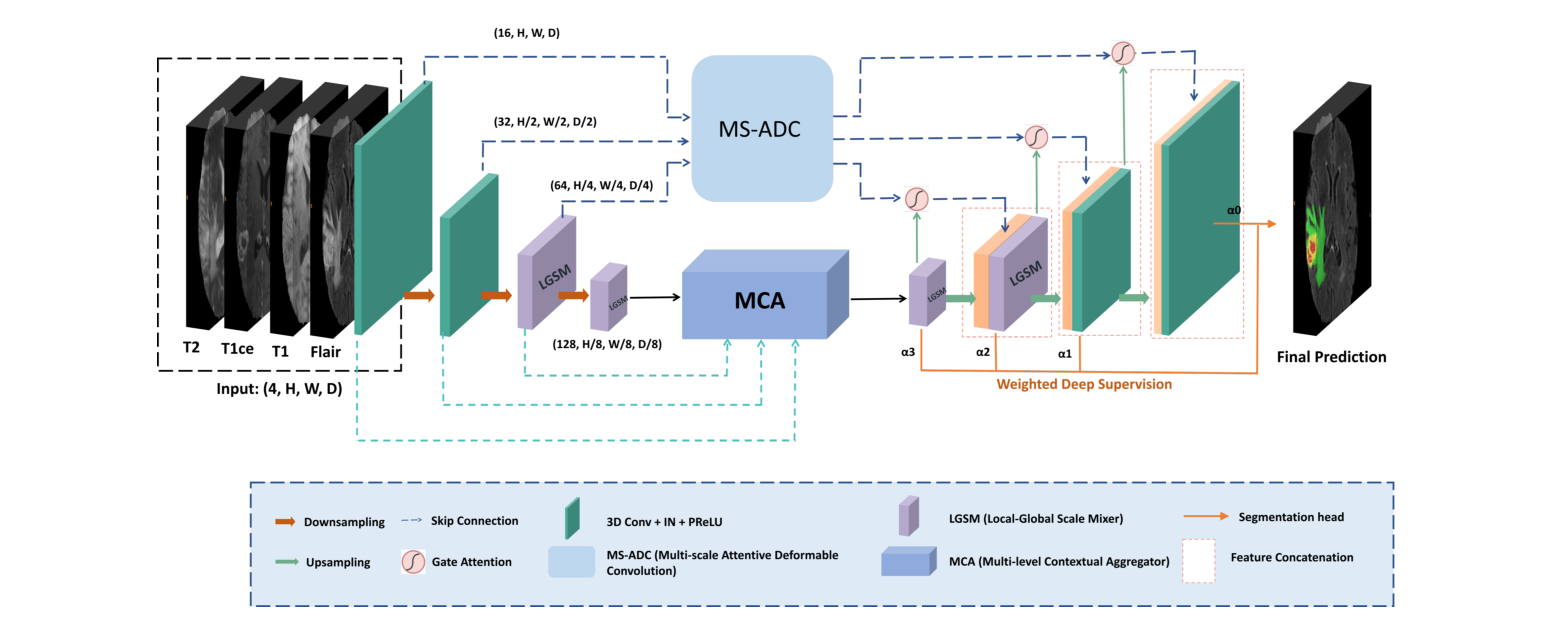 (16, H, W, D)
(32, H/2, W/2, D/2)
(64, H/4, W/4, D/4)
MS-ADC
LGSM
LGSM
(128, H/8, W/8, D/8)
MCA
LGSM
LGSM
α3
α2
α1
α0
Weighted Deep Supervision
T2
T1ce
T1
Flair
Input: (4, H, W, D)
Final Prediction
Downsampling
Skip Connection
3D Conv + IN + PReLU
LGSM (Local-Global Scale Mixer)
Segmentation head
Upsampling
Gate Attention
MS-ADC (Multi-scale Attentive Deformable
Convolution)
MCA (Multi-level Contextual Aggregator)
Feature Concatenation